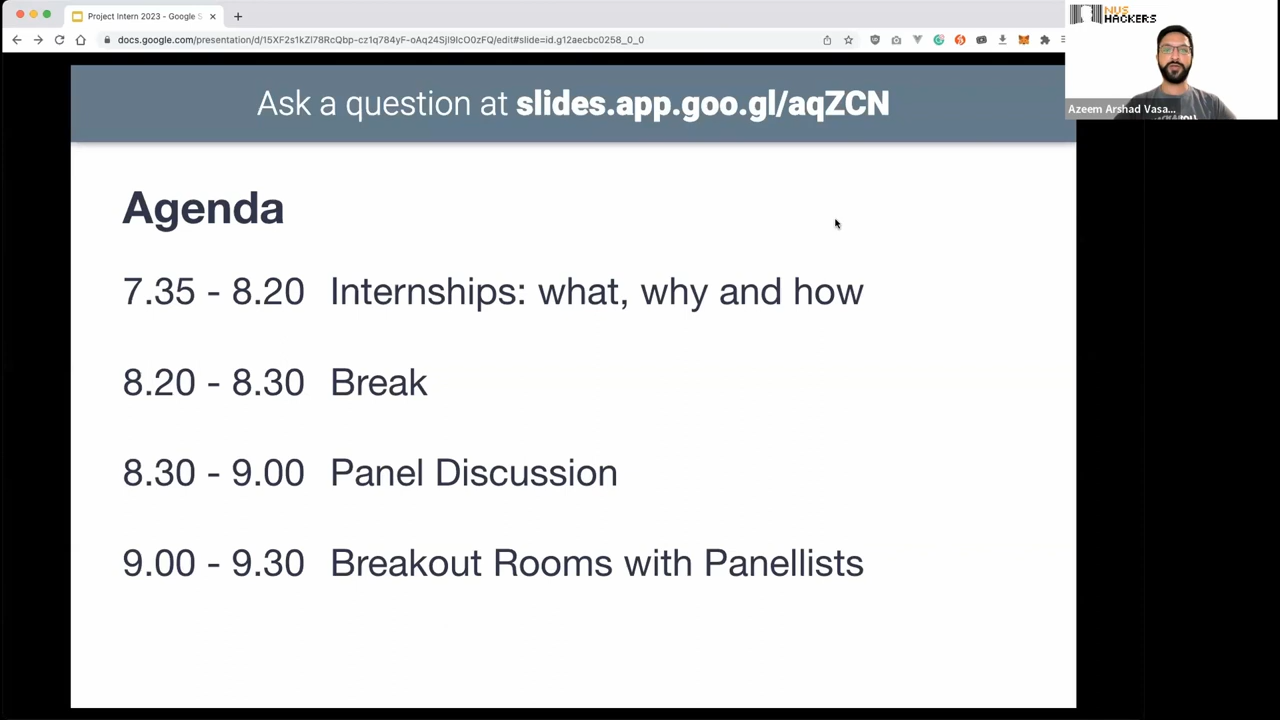 Project Intern 2023 - Google S
docs.google.com/presentation/d/15XF2s1kZl78RcQbp-cz1q784yF-oAq24Sjl9IcO0zFQ/edit#slide=id.g12aecbc0258_0_0
NUS
HACKERS
Azeem Arshad Vasa...
Ask a question at slides.app.goo.gl/aqZCN
Agenda
7.35 - 8.20 Internships: what, why and how
8.20 - 8.30 Break
8.30 - 9.00 Panel Discussion
9.00 - 9.30 Breakout Rooms with Panellists